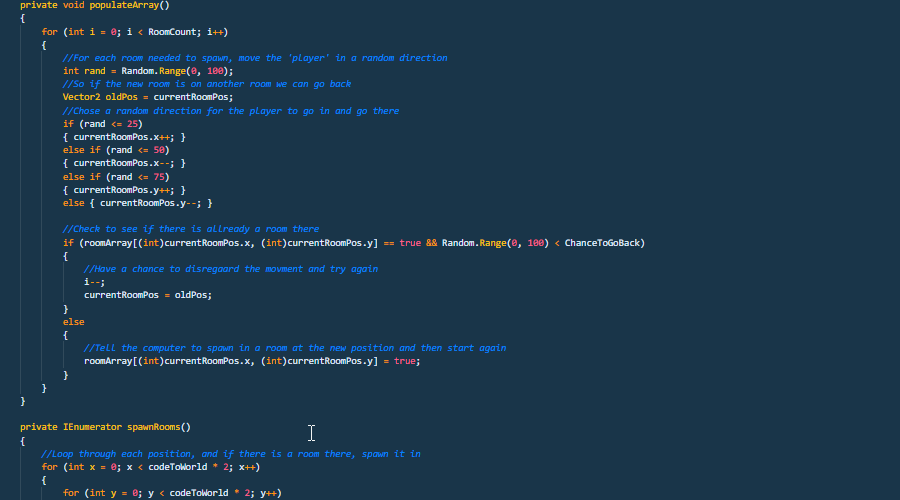 private void populateArray()
{
for (int i = 0; i < RoomCount; i++)
{
//For each room needed to spawn, move the 'player' in a random direction
int rand = Random.Range(0, 100);
//So if the new room is on another room we can go back
Vector2 oldPos = currentRoomPos;
//Chose a random direction for the player to go in and go there
if (rand <= 25)
{ currentRoomPos.x++; }
else if (rand <= 50)
{ currentRoomPos.x--; }
else if (rand <= 75)
{ currentRoomPos.y++; }
else { currentRoomPos.y--; }
//Check to see if there is allready a room there
if (roomArray[(int)currentRoomPos.x, (int)currentRoomPos.y] == true && Random.Range(0, 100) < ChanceToGoBack)
{
//Have a chance to disregaard the movment and try again
i--;
currentRoomPos = oldPos;
}
else
{
//Tell the computer to spawn in a room at the new position and then start again
roomArray[(int)currentRoomPos.x, (int)currentRoomPos.y] = true;
}
}
}
private IEnumerator spawnRooms()
{
//Loop through each position, and if there is a room there, spawn it in
for (int x = 0; x < codeToWorld * 2; x++)
{
for (int y = 0; y < codeToWorld * 2; y++)